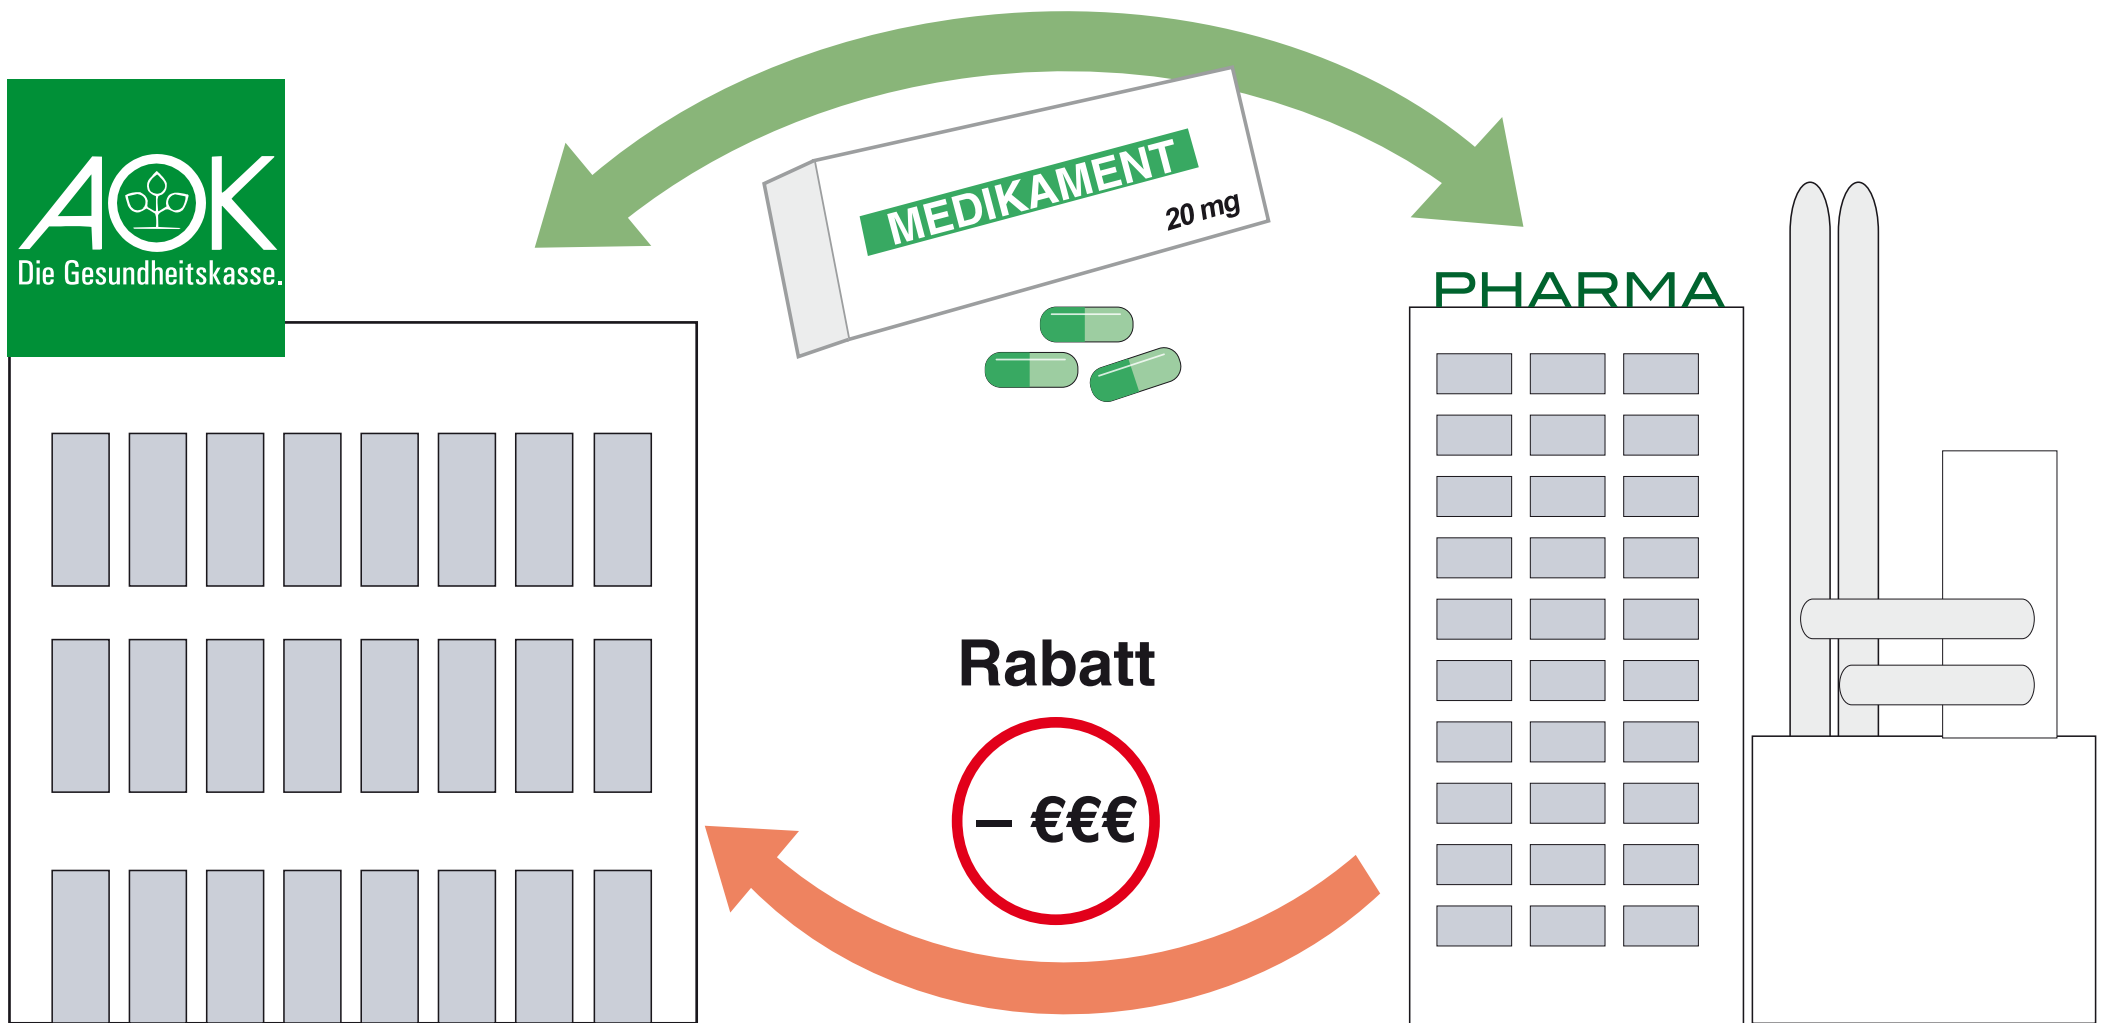 AOK
Die Gesundheitskasse.
MEDIKAMENT
20 mg
PHARMA
Rabatt
– €€€